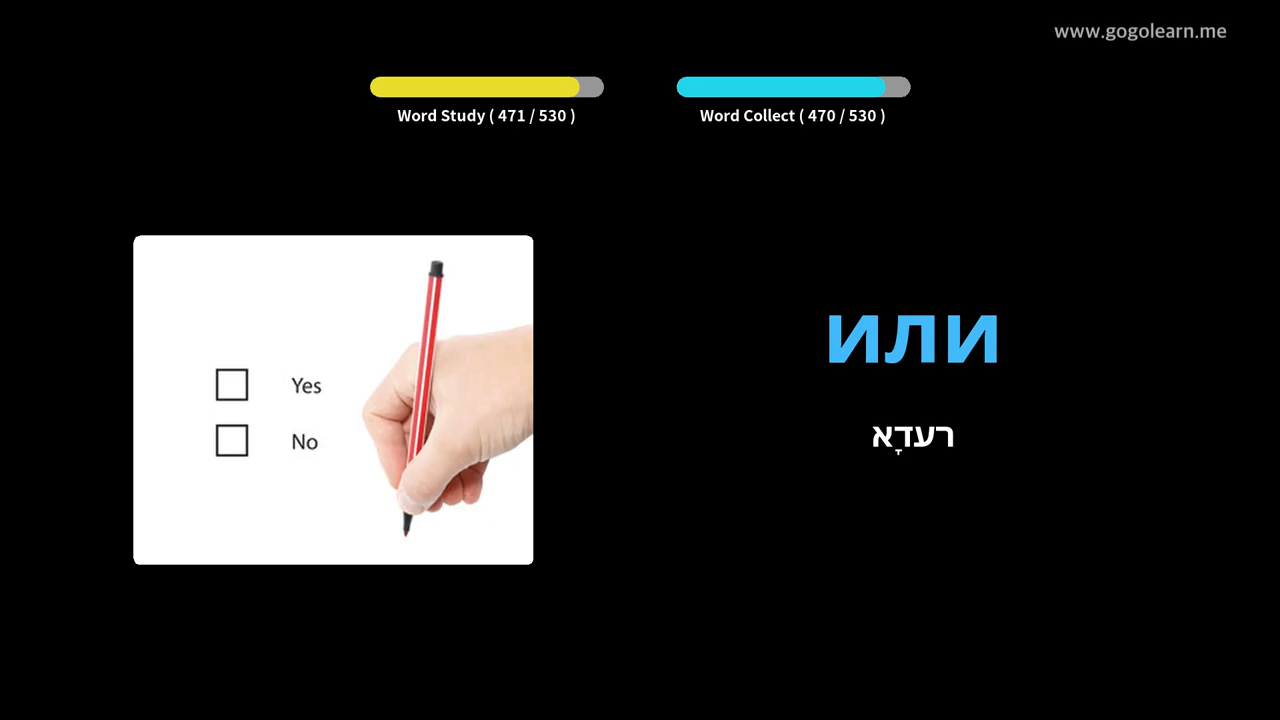 www.gogolearn.me
Word Study ( 471 / 530 )
Word Collect ( 470 / 530 )
Yes
No
или
רעדָא